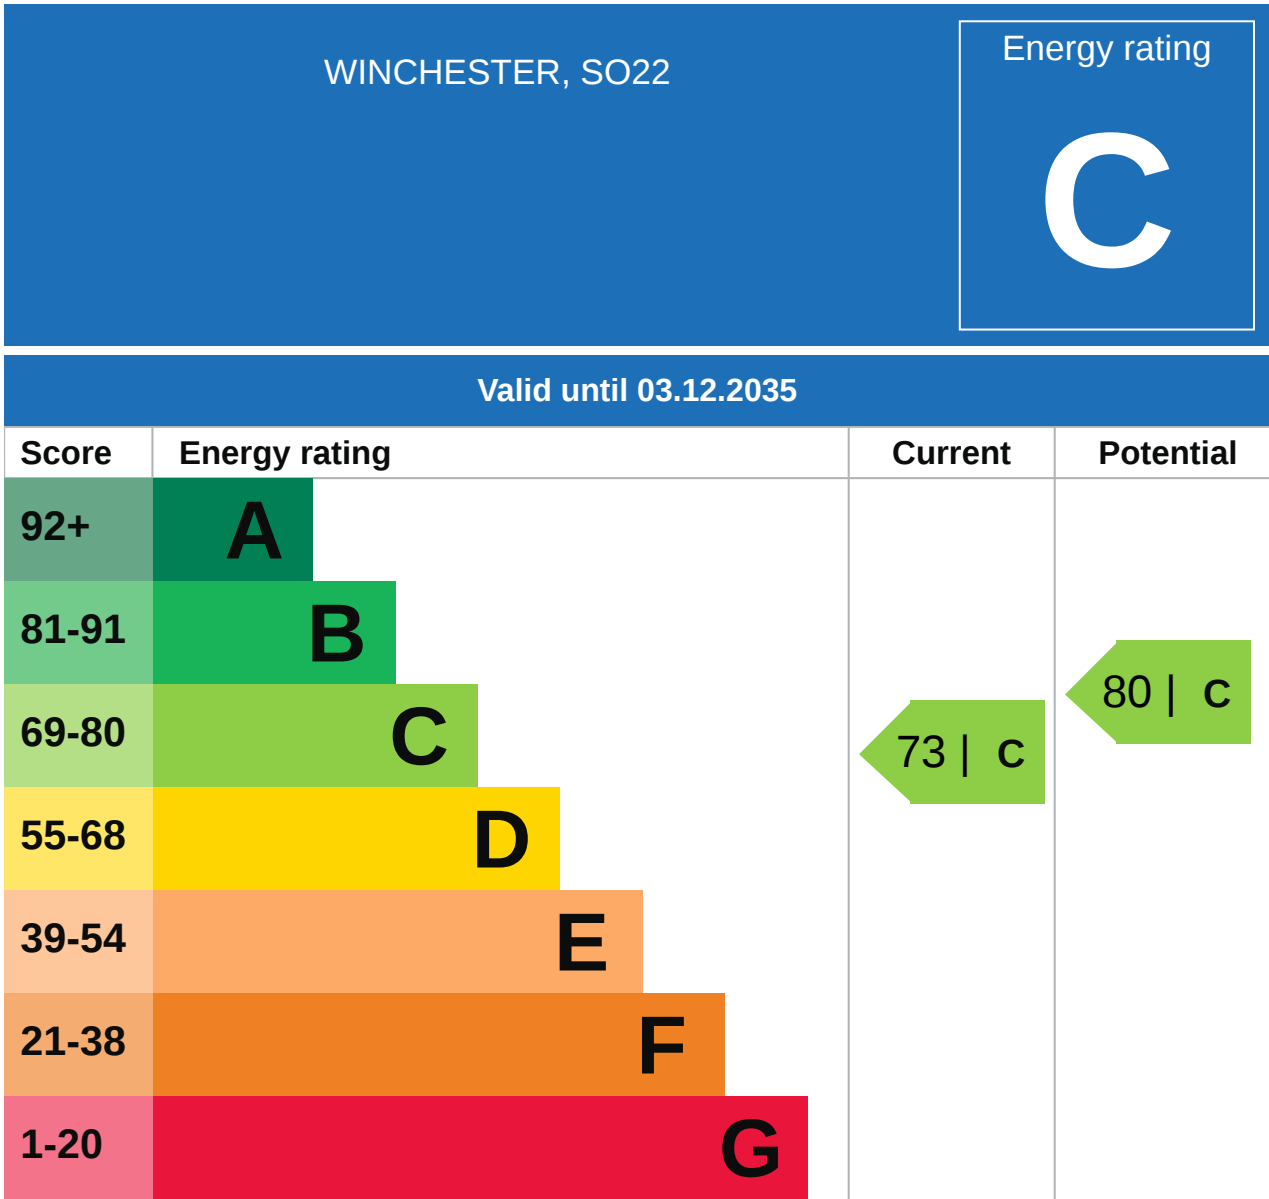 WINCHESTER, SO22
Energy rating
C
Valid until 03.12.2035
Score Energy rating Current Potential
92+ A
81-91 B
69-80 C
55-68 D
39-54 E
21-38 F
1-20 G
73 | C
80 | C